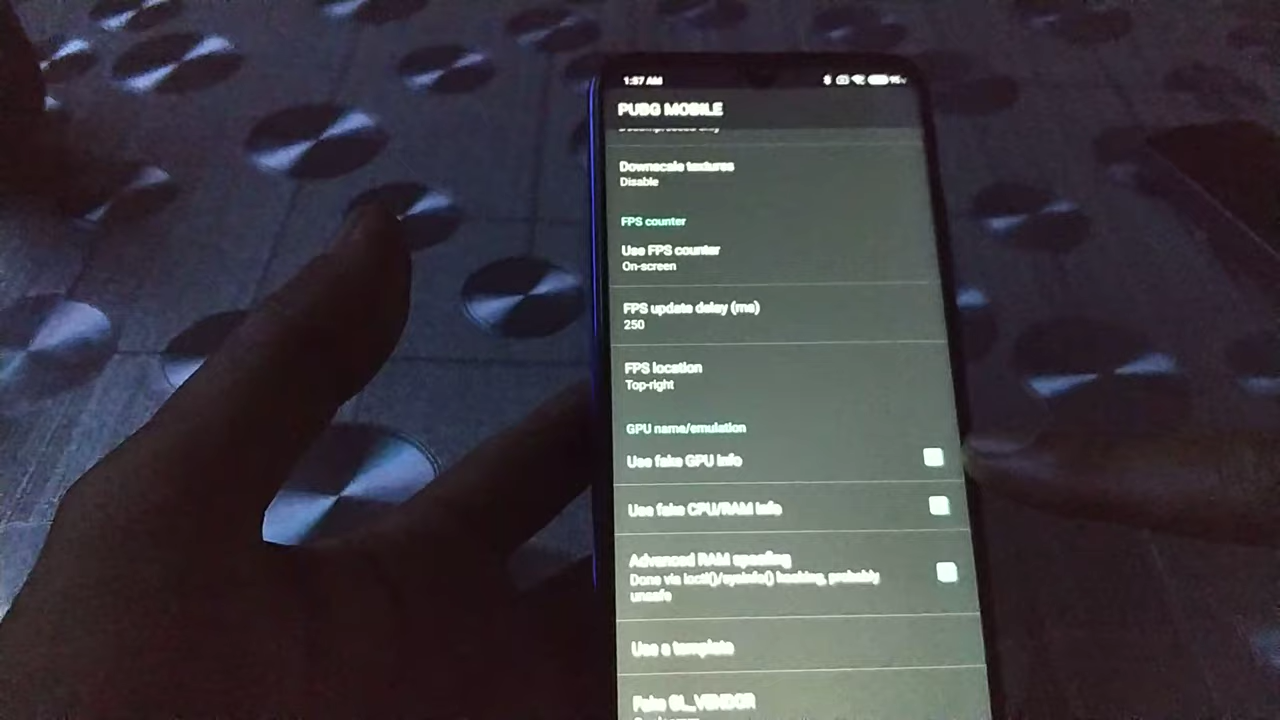 1:57 AM
PUBG MOBILE
Downscale textures
Disable
FPS counter
Use FPS counter
On-screen
FPS update delay (ms)
250
FPS location
Top-right
GPU name/emulation
Use fake GPU info
Use fake CPU/RAM info
Advanced RAM spoofing
Done via ioctl()/sysinfo() hooking, probably
unsafe
Use a template
Fake GL_VENDOR